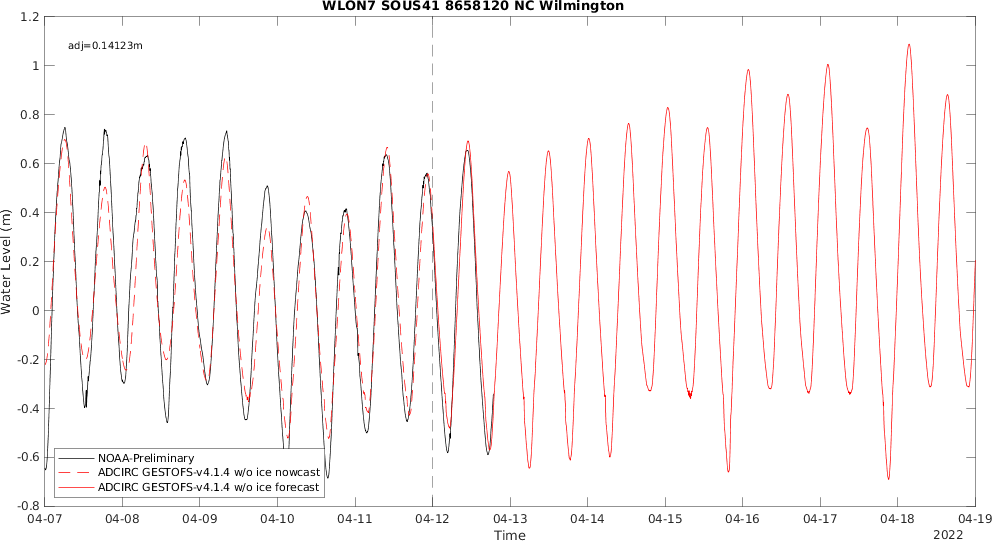 WLON7 SOUS41 8658120 NC Wilmington
adj=0.14123m
1.2
1
0.8
0.6
0.4
0.2
0
-0.2
-0.4
-0.6
-0.8
Water Level (m)
NOAA-Preliminary
ADCIRC GESTOFS-v4.1.4 w/o ice nowcast
ADCIRC GESTOFS-v4.1.4 w/o ice forecast
04-07 04-08 04-09 04-10 04-11 04-12 04-13 04-14 04-15 04-16 04-17 04-18 04-19
Time
2022